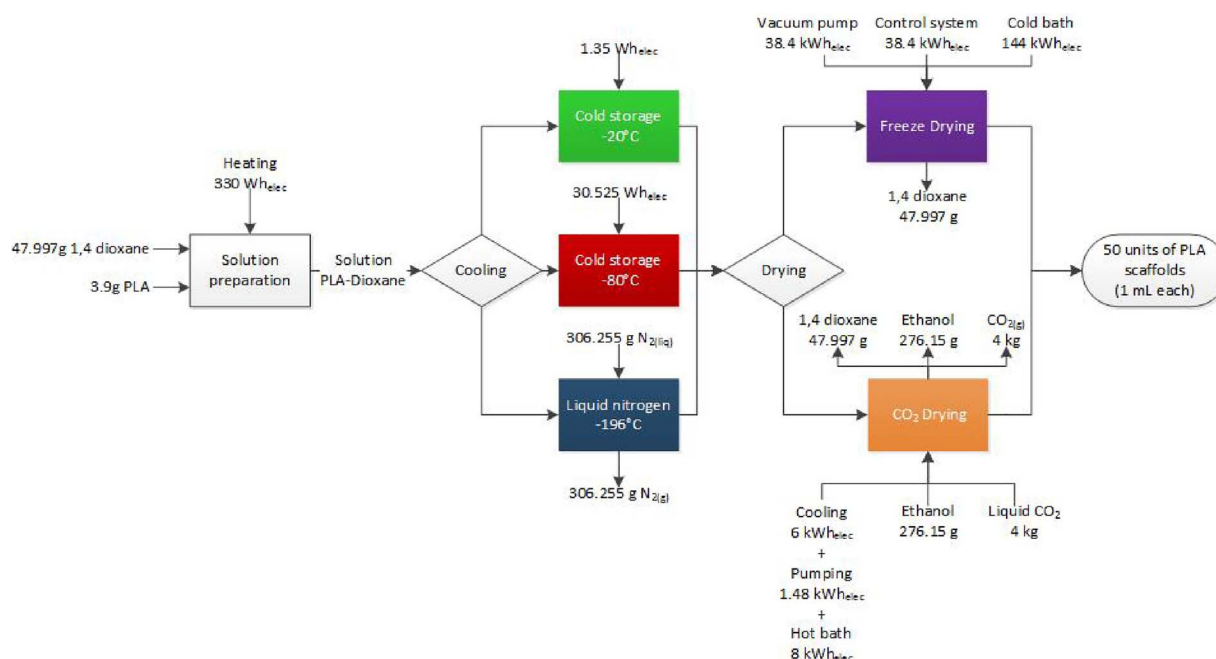 Vacuum pump
38.4 kWhelec
Control system
38.4 kWhelec
Cold bath
144 kWhelec
1.35 Whelec
Cold storage
-20°C
Freeze Drying
Heating
330 Whelec
30.525 Whelec
1,4 dioxane
47.997 g
47.997g 1,4 dioxane
3.9g PLA
Solution
preparation
Solution
PLA-Dioxane
Cooling
Cold storage
-80°C
Drying
50 units of PLA
scaffolds
(1 mL each)
1,4 dioxane
47.997 g
Ethanol
276.15 g
CO2(g)
4 kg
306.255 g N2(liq)
Liquid nitrogen
-196°C
CO2 Drying
306.255 g N2(g)
Cooling
6 kWhelec
+
Pumping
1.48 kWhelec
+
Hot bath
8 kWhelec
Ethanol
276.15 g
Liquid CO2
4 kg